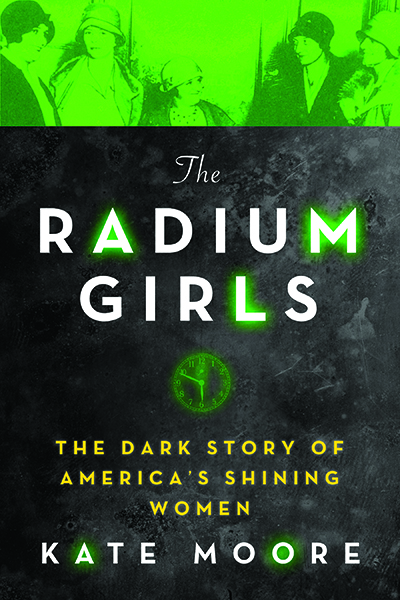 The
RADIUM
GIRLS
THE DARK STORY OF
AMERICA'S SHINING
WOMEN
KATE MOORE